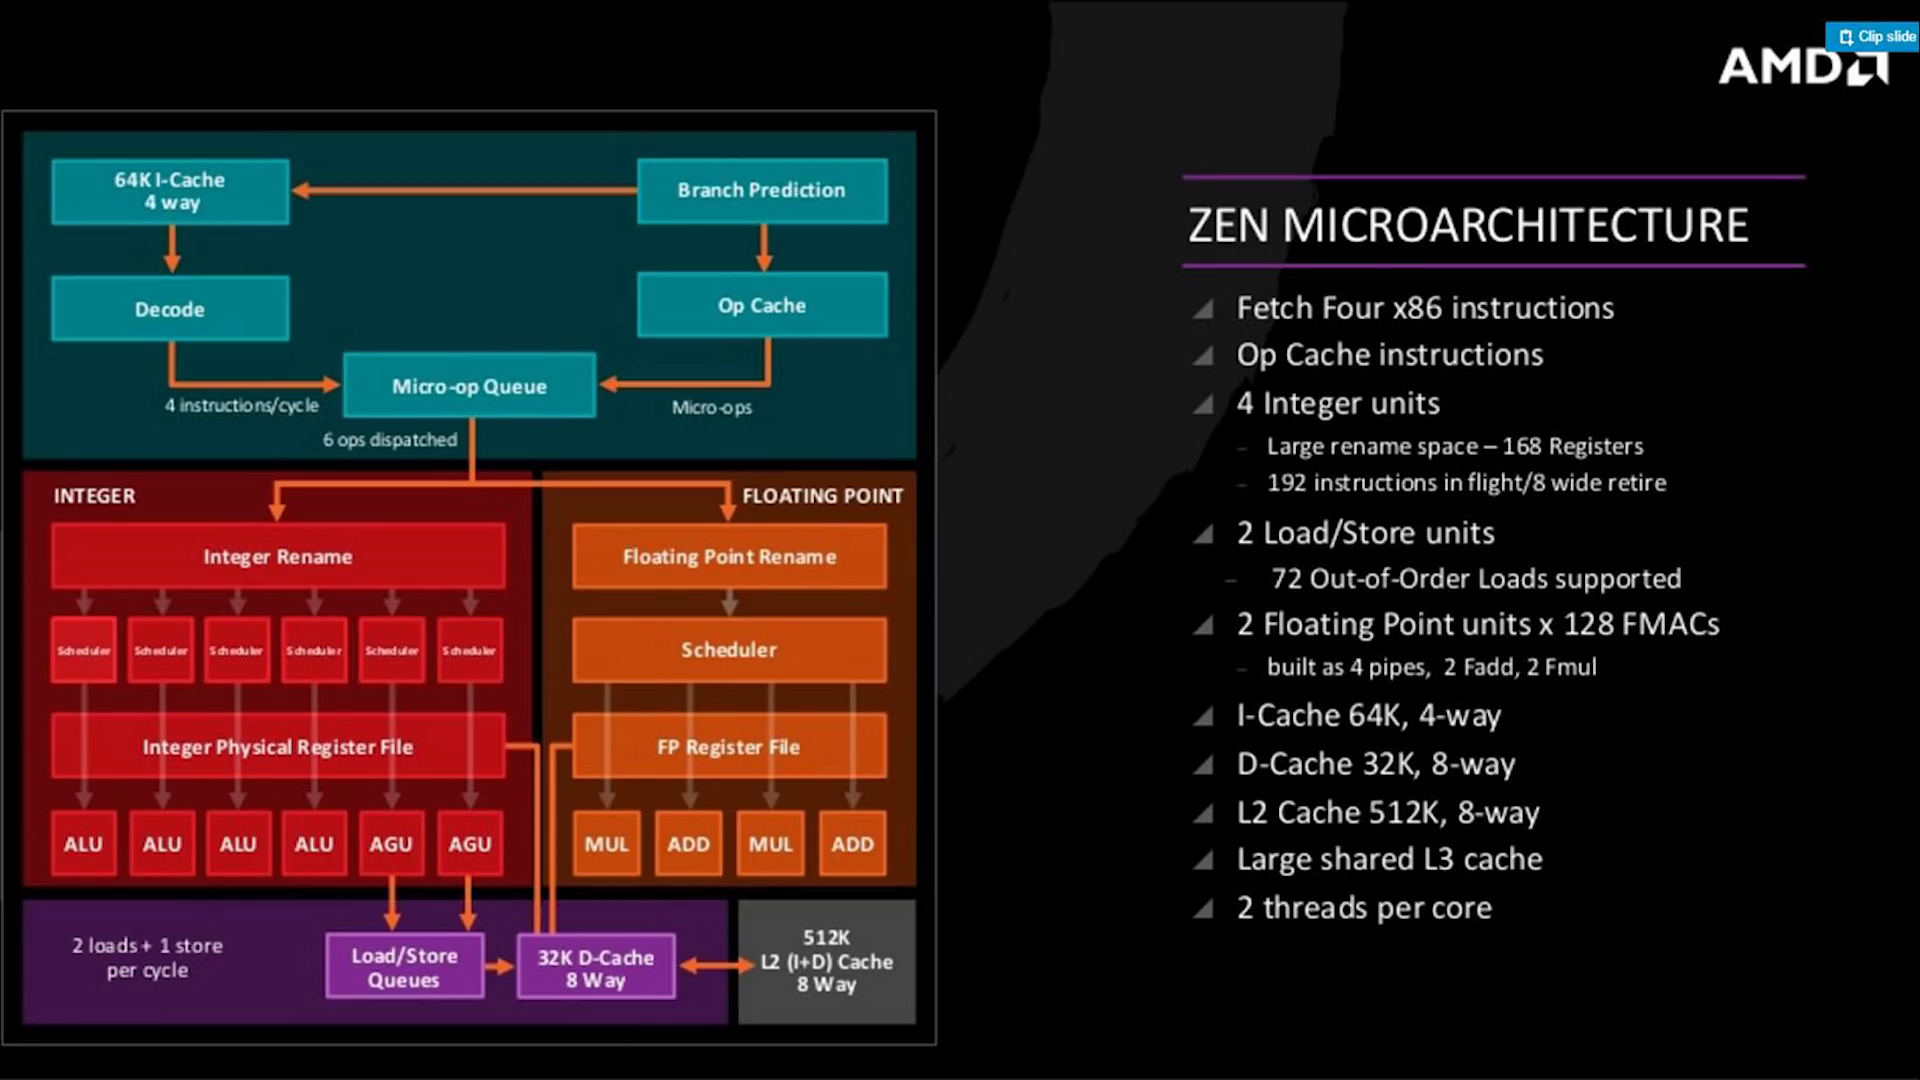 Clip slide
AMD
64K I-Cache
4 way
Branch Prediction
Decode
Op Cache
Micro-op Queue
4 instructions/cycle
Micro-ops
6 ops dispatched
INTEGER
FLOATING POINT
Integer Rename
Floating Point Rename
Scheduler Scheduler Scheduler Scheduler Scheduler Scheduler
Scheduler
Integer Physical Register File
FP Register File
ALU ALU ALU ALU AGU AGU
MUL ADD MUL ADD
2 loads + 1 store
per cycle
Load/Store
Queues
32K D-Cache
8 Way
512K
L2 (I+D) Cache
8 Way
ZEN MICROARCHITECTURE
Fetch Four x86 instructions
Op Cache instructions
4 Integer units
– Large rename space – 168 Registers
– 192 instructions in flight/8 wide retire
2 Load/Store units
– 72 Out-of-Order Loads supported
2 Floating Point units x 128 FMACs
– built as 4 pipes, 2 Fadd, 2 Fmul
I-Cache 64K, 4-way
D-Cache 32K, 8-way
L2 Cache 512K, 8-way
Large shared L3 cache
2 threads per core